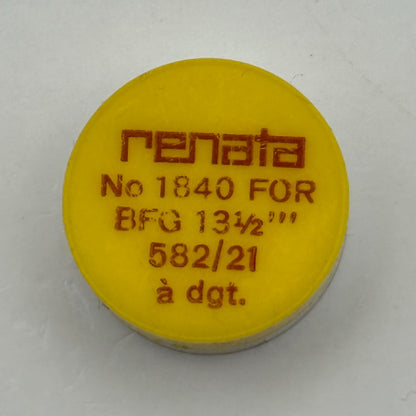 renata
No 1840 FOR
BFG 13½'''
582/21
à dgt.